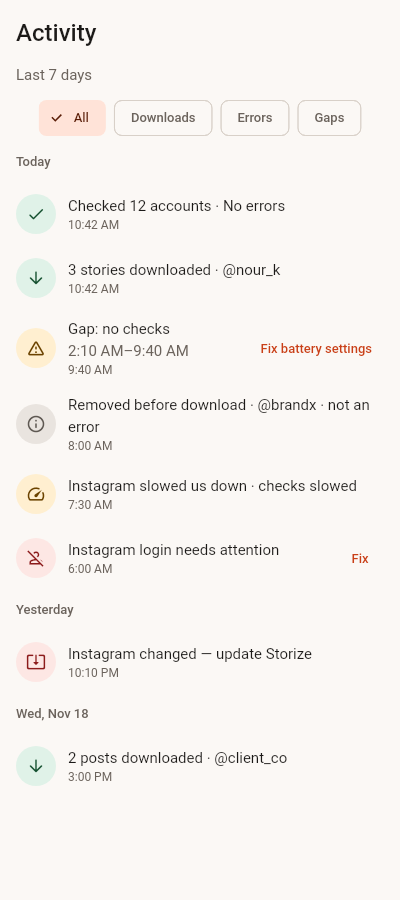 Activity
Last 7 days
All
Downloads
Errors
Gaps
Today
Checked 12 accounts · No errors
10:42 AM
3 stories downloaded · @nour_k
10:42 AM
Gap: no checks
2:10 AM–9:40 AM
Fix battery settings
9:40 AM
Removed before download · @brandx · not an
error
8:00 AM
Instagram slowed us down · checks slowed
7:30 AM
Instagram login needs attention
Fix
6:00 AM
Yesterday
Instagram changed — update Storize
10:10 PM
Wed, Nov 18
2 posts downloaded · @client_co
3:00 PM